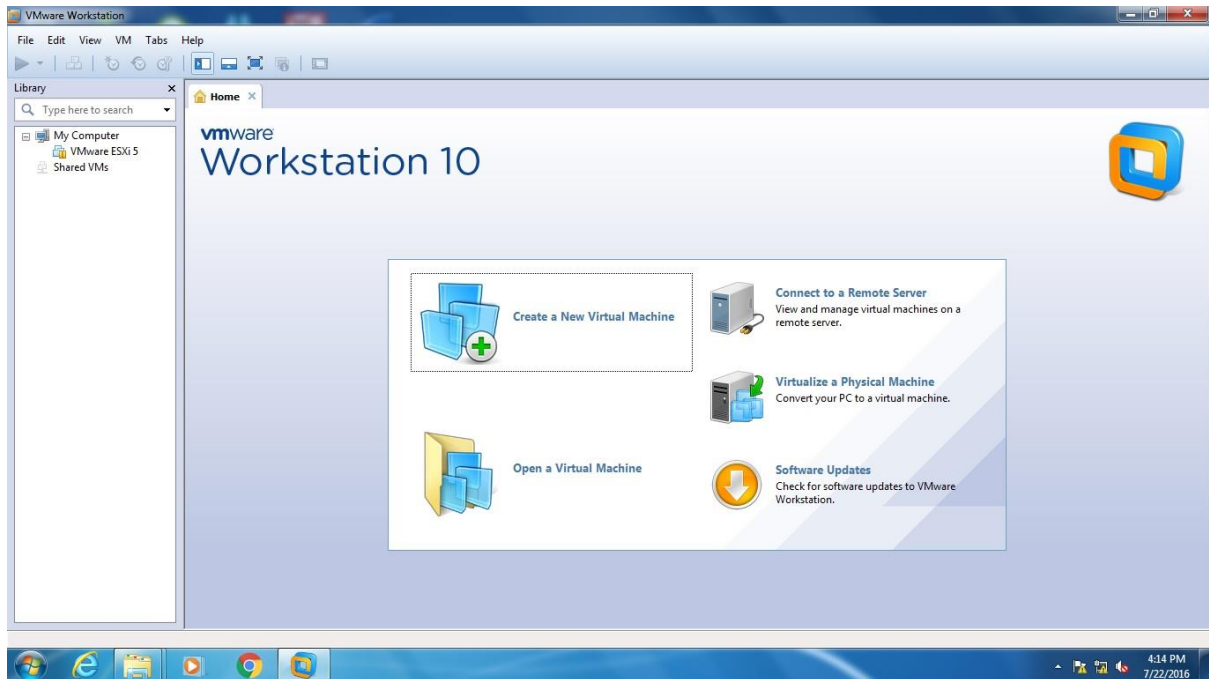 VMware Workstation
File Edit View VM Tabs Help
Library
Type here to search
My Computer
VMware ESXi 5
Shared VMs
Home
vmware
Workstation 10
Create a New Virtual Machine
Connect to a Remote Server
View and manage virtual machines on a
remote server.
Virtualize a Physical Machine
Convert your PC to a virtual machine.
Open a Virtual Machine
Software Updates
Check for software updates to VMware
Workstation.
4:14 PM
7/22/2016